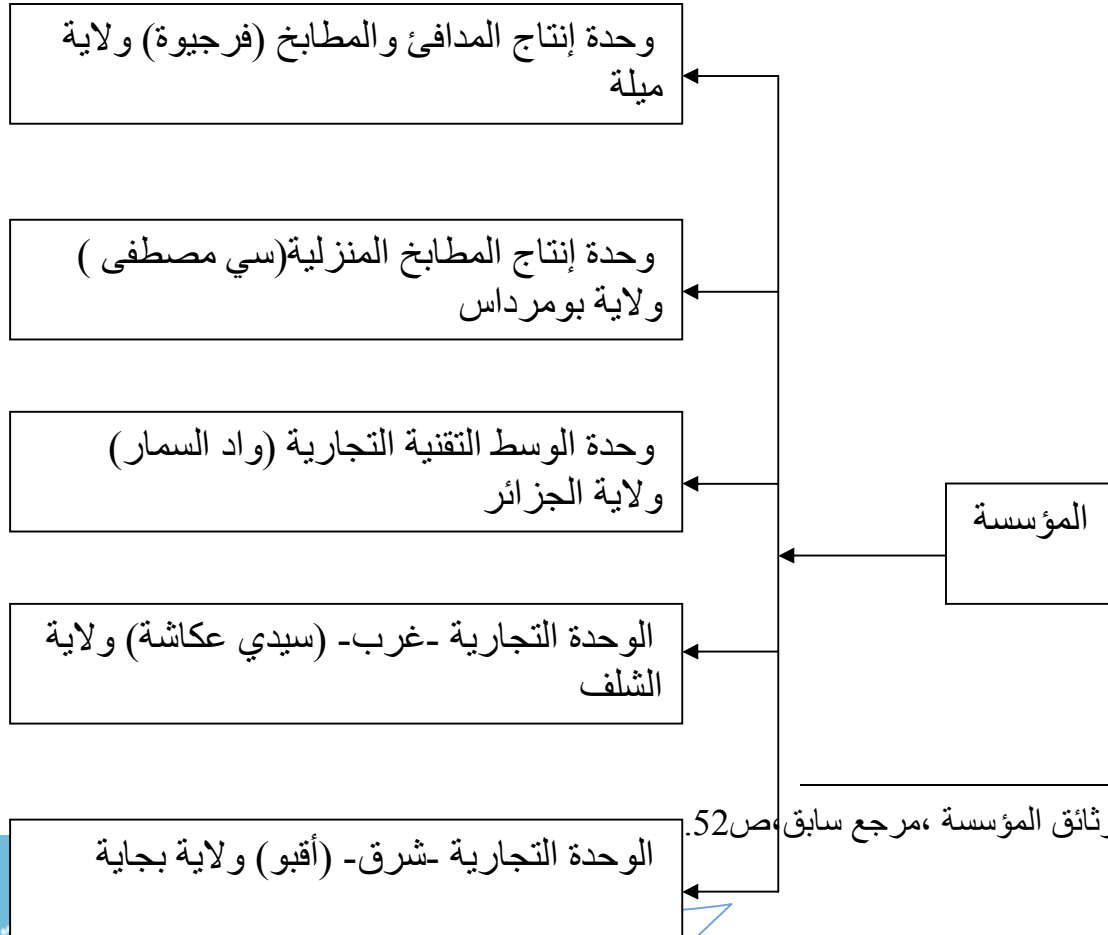 وحدة إنتاج المدافئ والمطابخ (فرجيوة) ولاية
ميلة
وحدة إنتاج المطابخ المنزلية(سي مصطفى )
ولاية بومرداس
وحدة الوسط التقنية التجارية (واد السمار)
ولاية الجزائر
المؤسسة
الوحدة التجارية -غرب- (سيدي عكاشة) ولاية
الشلف
المؤسسة ،مرجع سابق،ص52.
الوحدة التجارية -شرق- (أقبو) ولاية بجاية